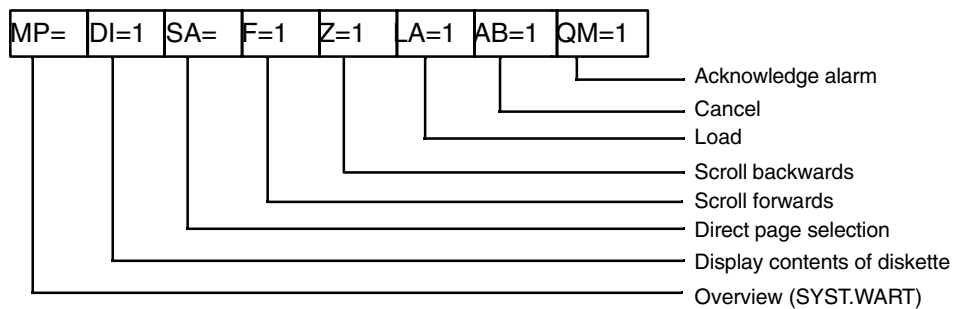 MP= DI=1 SA= F=1 Z=1 LA=1 AB=1 QM=1
Acknowledge alarm
Cancel
Load
Scroll backwards
Scroll forwards
Direct page selection
Display contents of diskette
Overview (SYST.WART)